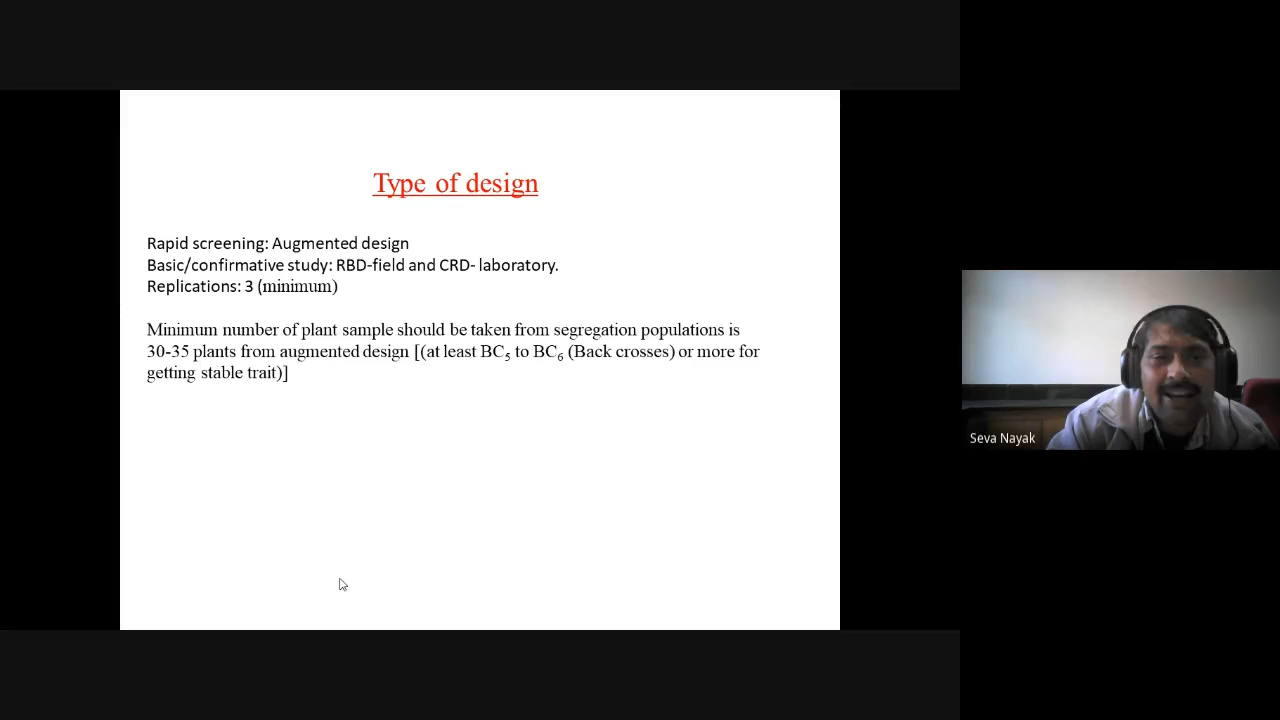 Type of design
Rapid screening: Augmented design
Basic/confirmative study: RBD-field and CRD- laboratory.
Replications: 3 (minimum)
Minimum number of plant sample should be taken from segregation populations is
30-35 plants from augmented design [(at least BC₅ to BC₆ (Back crosses) or more for
getting stable trait)]
Seva Nayak